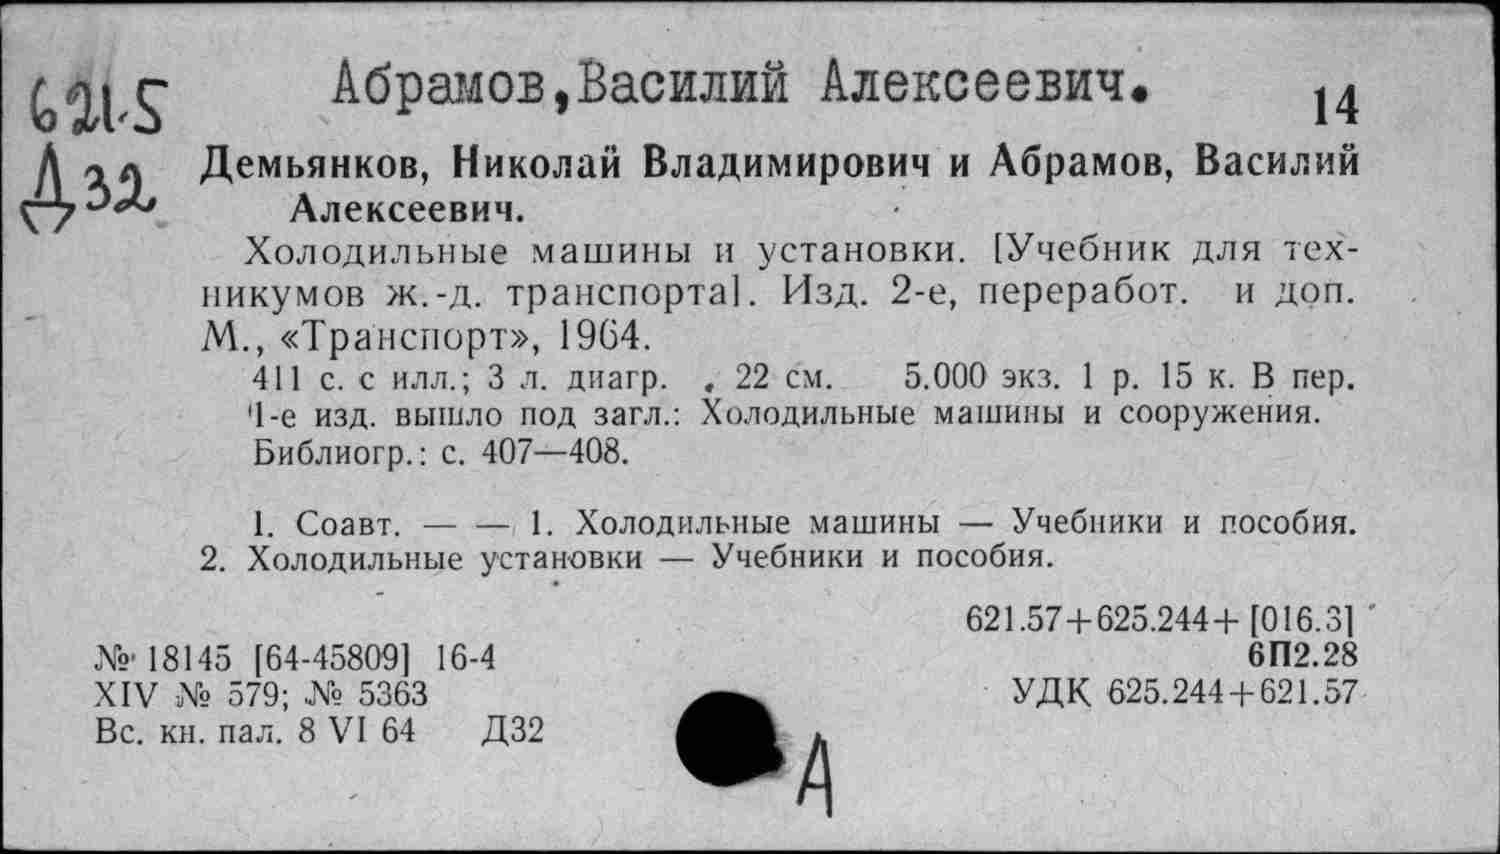 Абрамов,Василий Алексеевич.
621.5
14
Д32
Демьянков, Николай Владимирович и Абрамов, Василий
Алексеевич.
Холодильные машины и установки. [Учебник для тех-
никумов ж.-д. транспорта]. Изд. 2-е, переработ. и доп.
М., «Транспорт», 1964.
411 с. с илл.; 3 л. диагр. . 22 см. 5.000 экз. 1 р. 15 к. В пер.
1-е изд. вышло под загл.: Холодильные машины и сооружения.
Библиогр.: с. 407—408.
1. Соавт. — — 1. Холодильные машины — Учебники и пособия.
2. Холодильные установки — Учебники и пособия.
621.57+625.244+[016.3]
№ 18145 [64-45809] 16-4
6П2.28
XIV № 579; № 5363
УДК 625.244+621.57
Вс. кн. пал. 8 VI 64 Д32
А